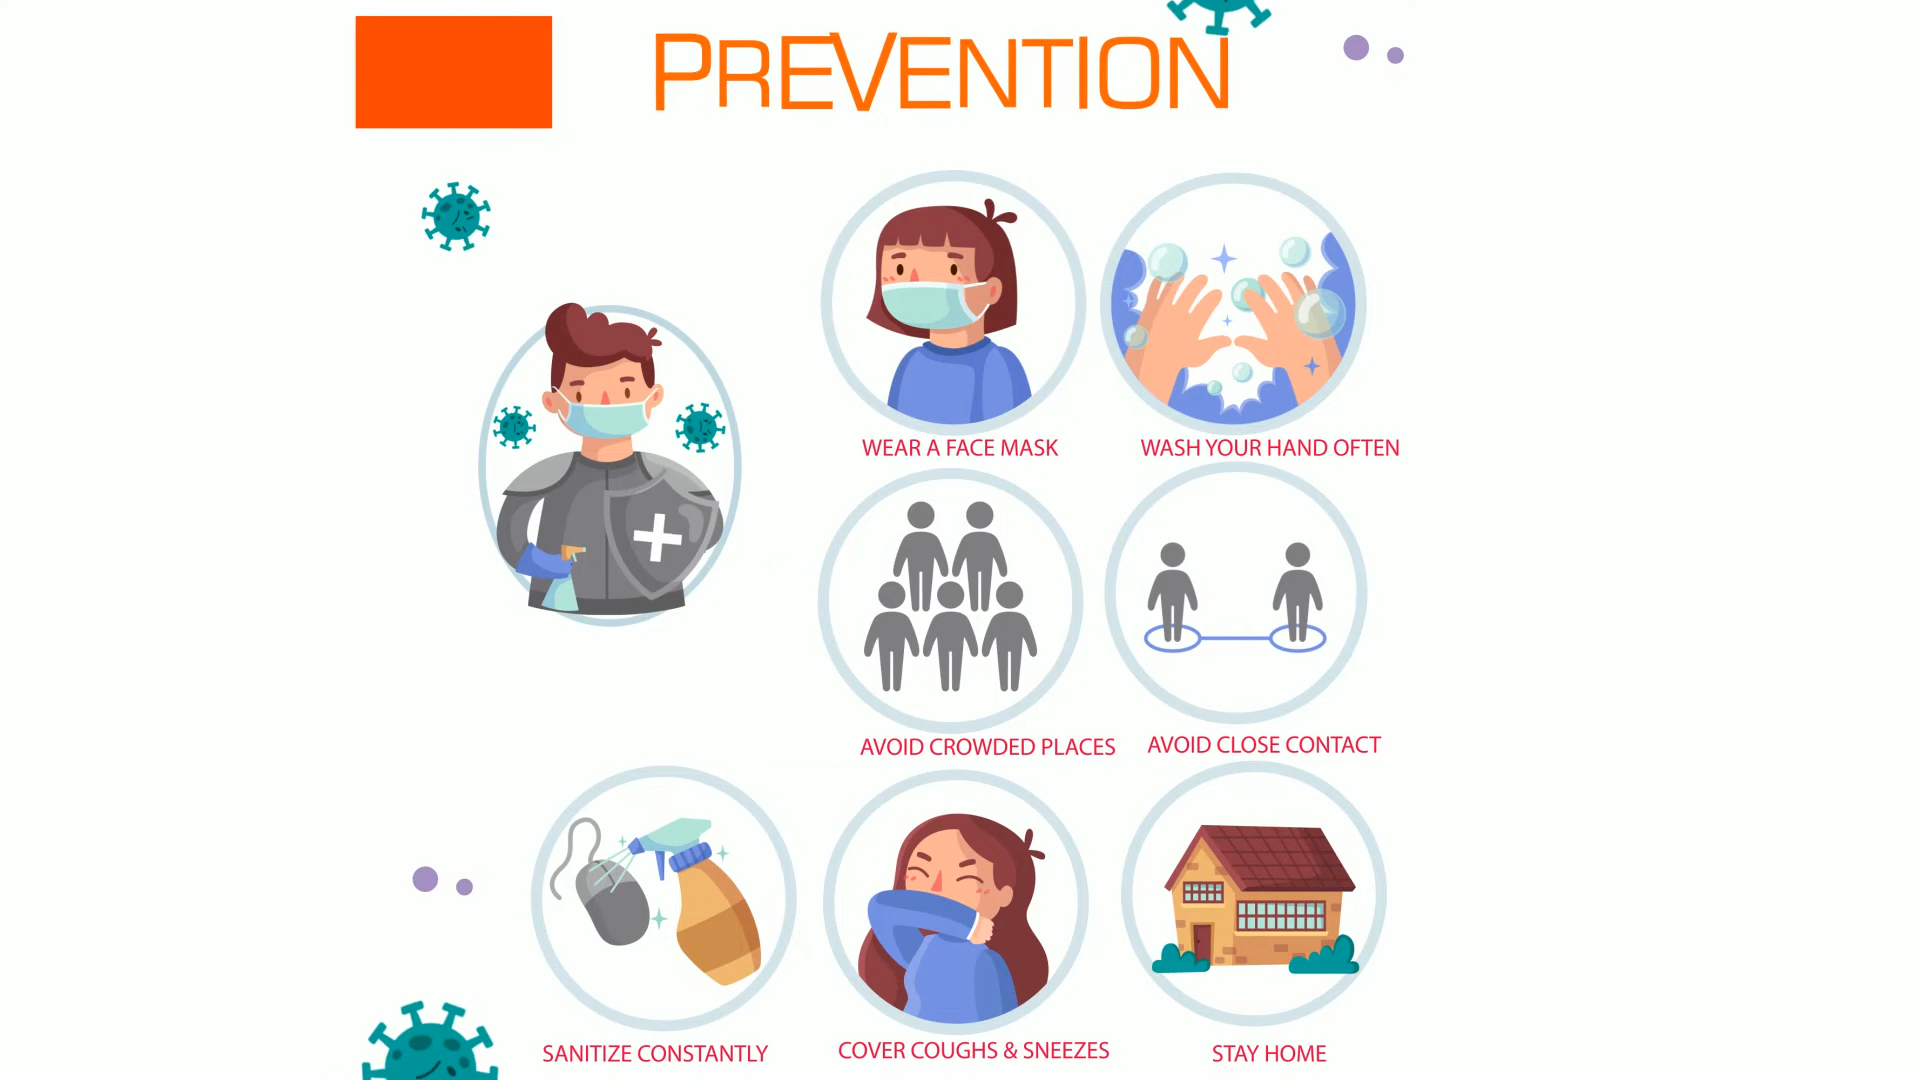 PrEVENTION
WEAR A FACE MASK
WASH YOUR HAND OFTEN
AVOID CROWDED PLACES
AVOID CLOSE CONTACT
SANITIZE CONSTANTLY
COVER COUGHS & SNEEZES
STAY HOME